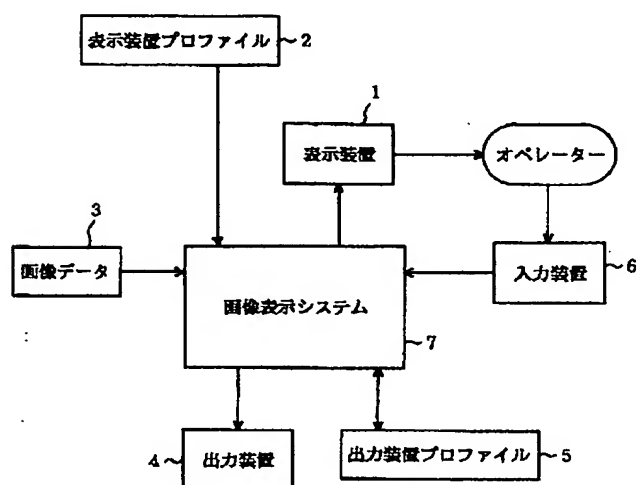 表示装置プロファイル 2
1
表示装置
オペレーター
3
画像データ
入力装置 6
画像表示システム
7
4 出力装置
出力装置プロファイル 5